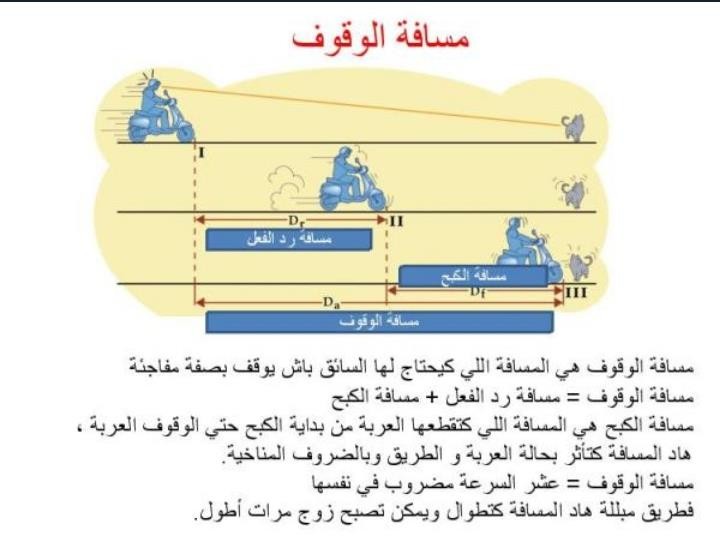 مسافة الوقوف
I
D_r
II
مسافة رد الفعل
مسافة الكبح
D_f
III
D_a
مسافة الوقوف
مسافة الوقوف هي المسافة اللي كيحتاج لها السائق باش يوقف بصفة مفاجئة
مسافة الوقوف = مسافة رد الفعل + مسافة الكبح
مسافة الكبح هي المسافة اللي كتقطعها العربة من بداية الكبح حتي الوقوف العربة ،
هاد المسافة كتأثر بحالة العربة و الطريق وبالضروف المناخية.
مسافة الوقوف = عشر السرعة مضروب في نفسها
فطريق مبللة هاد المسافة كتطوال ويمكن تصبح زوج مرات أطول.